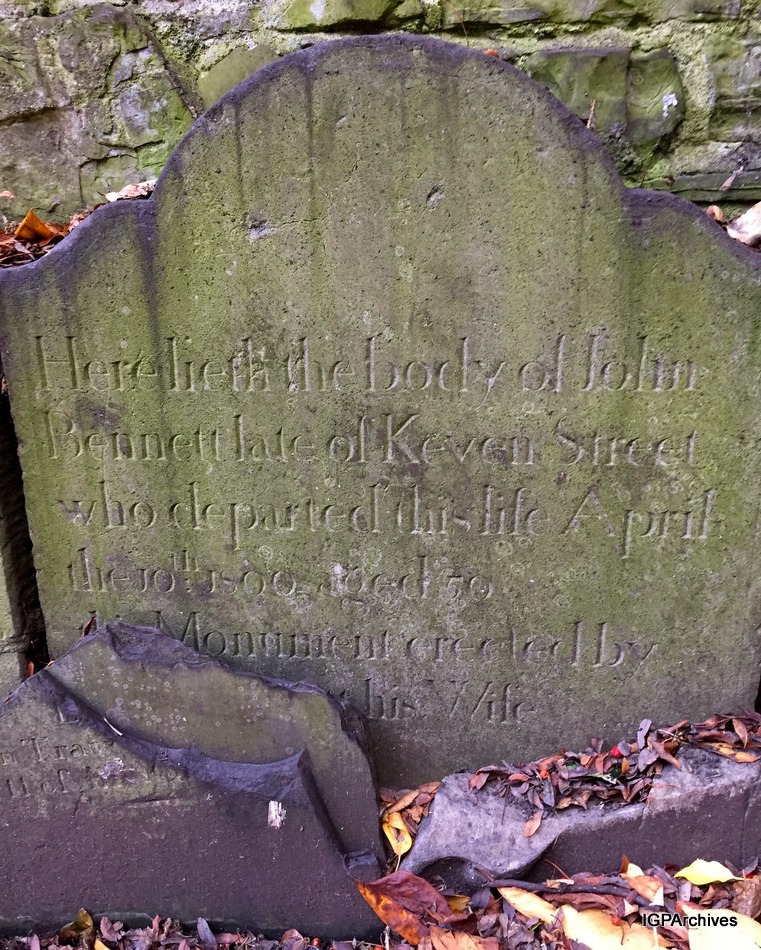 Here lieth the body of John
Bennett late of Keven Street
who departed this life April
the 10th 1800 aged 50
this Monument erected by
his Wife
IGPArchives